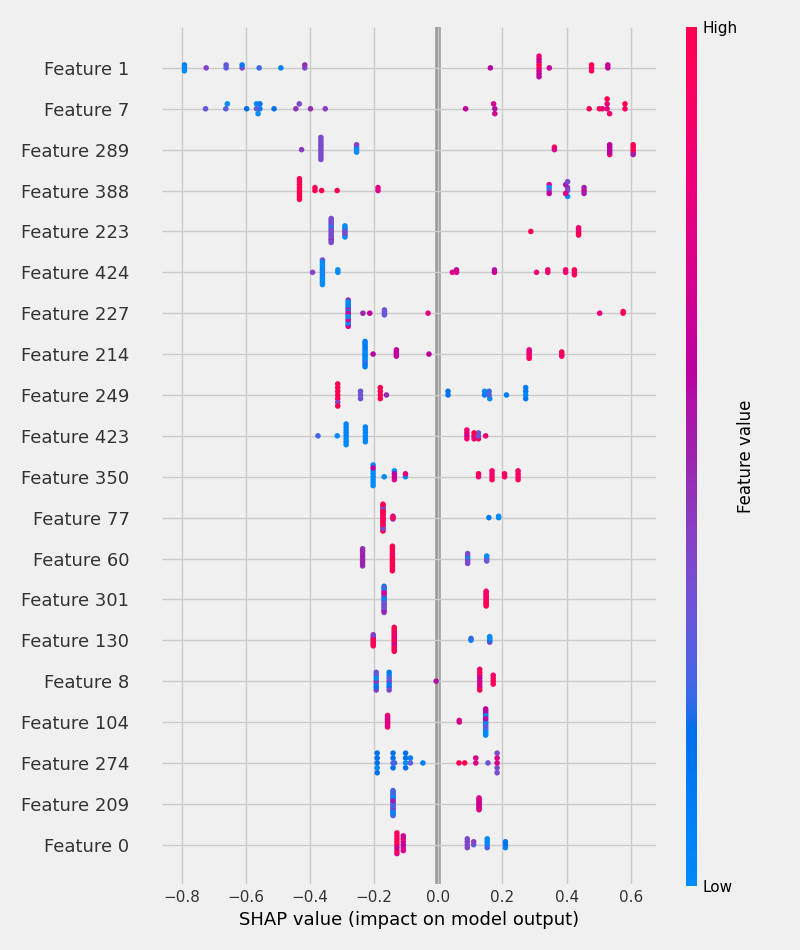 High
Feature 1
Feature 7
Feature 289
Feature 388
Feature 223
Feature 424
Feature 227
Feature 214
Feature 249
Feature 423
Feature 350
Feature 77
Feature 60
Feature 301
Feature 130
Feature 8
Feature 104
Feature 274
Feature 209
Feature 0
Feature value
Low
−0.8 −0.6 −0.4 −0.2 0.0 0.2 0.4 0.6
SHAP value (impact on model output)